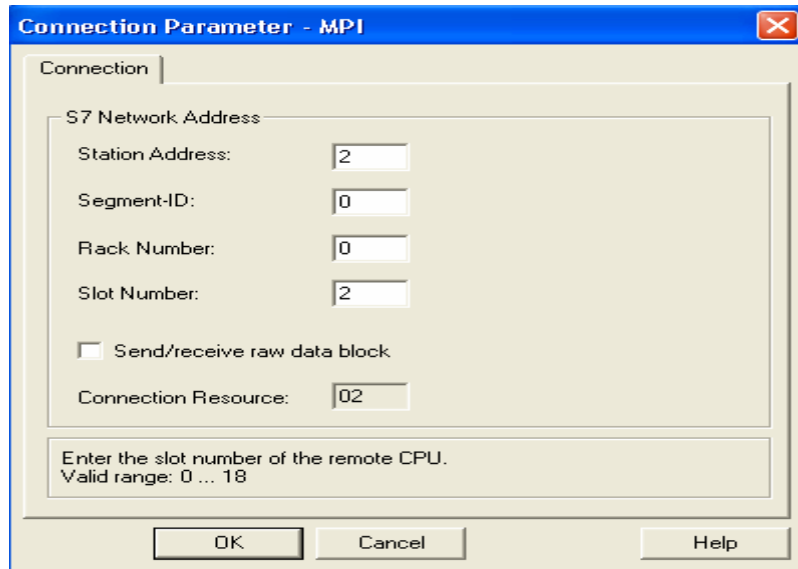 Connection Parameter - MPI
Connection
S7 Network Address
Station Address: 2
Segment-ID: 0
Rack Number: 0
Slot Number: 2
Send/receive raw data block
Connection Resource: 02
Enter the slot number of the remote CPU.
Valid range: 0 ... 18
OK Cancel Help